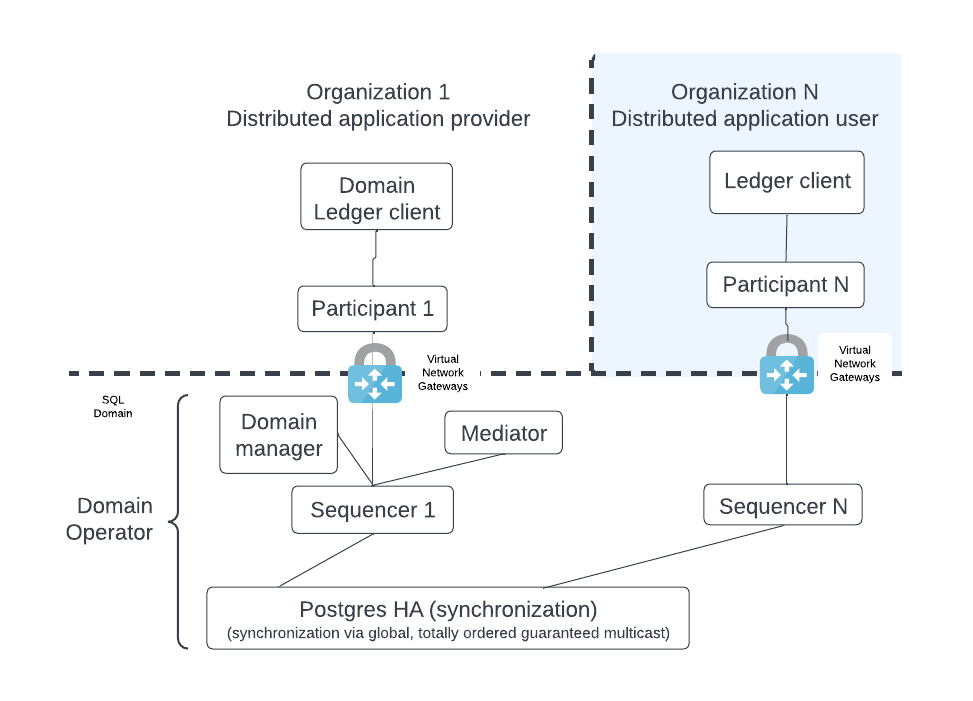 Organization 1
Distributed application provider
Organization N
Distributed application user
Domain
Ledger client
Ledger client
Participant 1
Participant N
Virtual
Network
Gateways
Virtual
Network
Gateways
SQL
Domain
Domain
manager
Mediator
Domain
Operator
Sequencer 1
Sequencer N
Postgres HA (synchronization)
(synchronization via global, totally ordered guaranteed multicast)